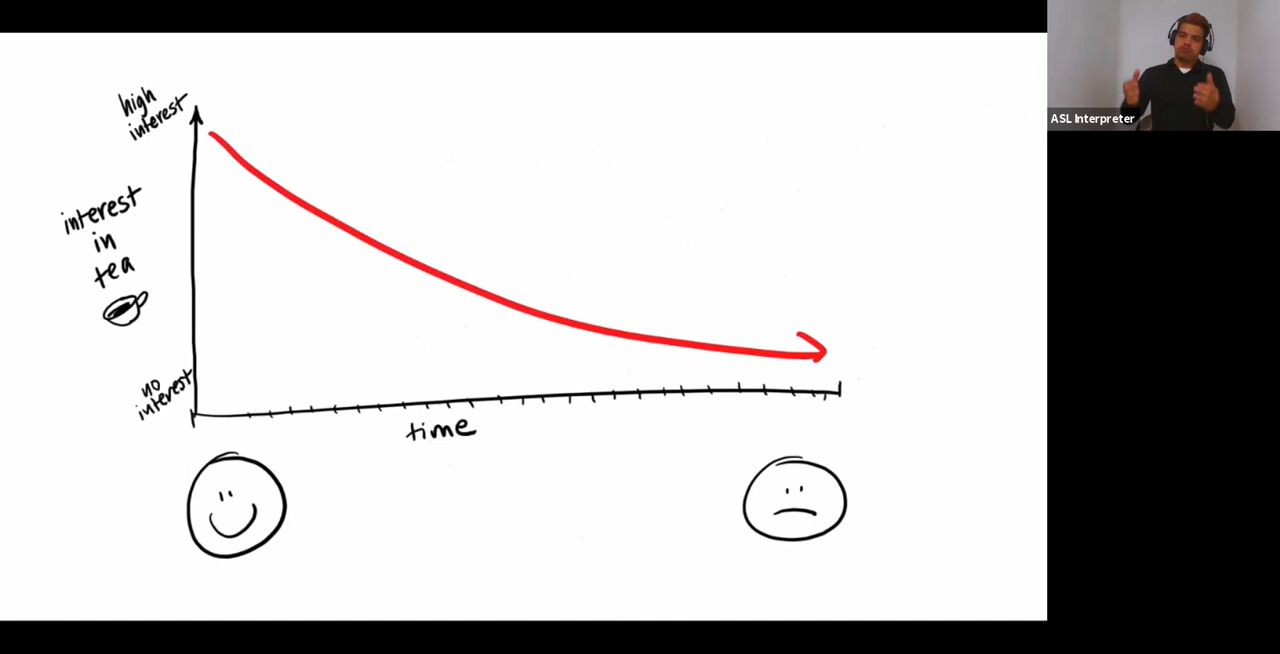 high
interest
interest
in
tea
no
interest
time
ASL Interpreter